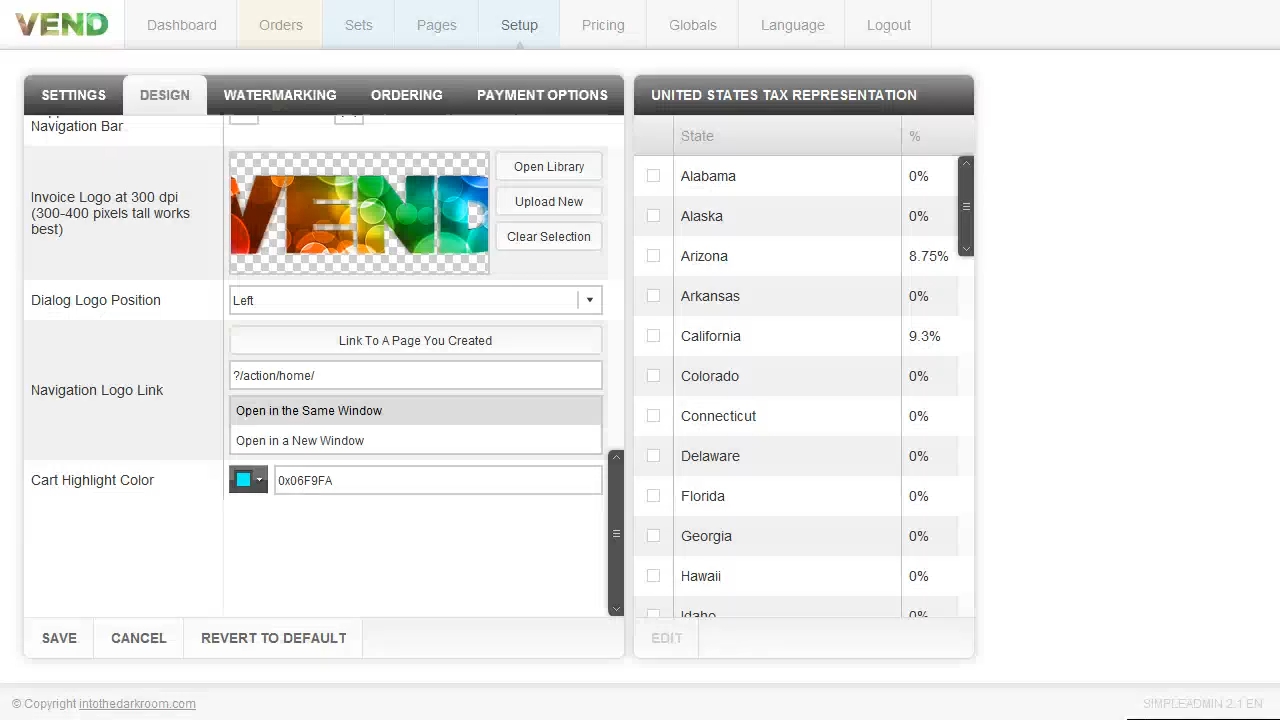 VEND
Dashboard
Orders
Sets
Pages
Setup
Pricing
Globals
Language
Logout
SETTINGS
DESIGN
WATERMARKING
ORDERING
PAYMENT OPTIONS
Navigation Bar
Invoice Logo at 300 dpi
(300-400 pixels tall works
best)
VEND
Open Library
Upload New
Clear Selection
Dialog Logo Position
Left
Navigation Logo Link
Link To A Page You Created
?/action/home/
Open in the Same Window
Open in a New Window
Cart Highlight Color
0x06F9FA
SAVE
CANCEL
REVERT TO DEFAULT
UNITED STATES TAX REPRESENTATION
State %
Alabama 0%
Alaska 0%
Arizona 8.75%
Arkansas 0%
California 9.3%
Colorado 0%
Connecticut 0%
Delaware 0%
Florida 0%
Georgia 0%
Hawaii 0%
Idaho 0%
EDIT
© Copyright intothedarkroom.com
SIMPLEADMIN 2.1 EN